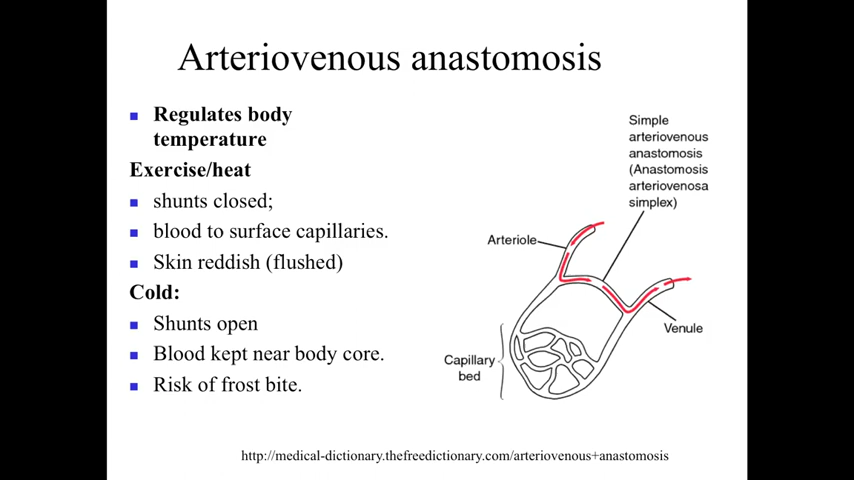 Arteriovenous anastomosis
Regulates body
temperature
Exercise/heat
shunts closed;
blood to surface capillaries.
Skin reddish (flushed)
Cold:
Shunts open
Blood kept near body core.
Risk of frost bite.
Simple
arteriovenous
anastomosis
(Anastomosis
arteriovenosa
simplex)
Arteriole
Venule
Capillary
bed
http://medical-dictionary.thefreedictionary.com/arteriovenous+anastomosis